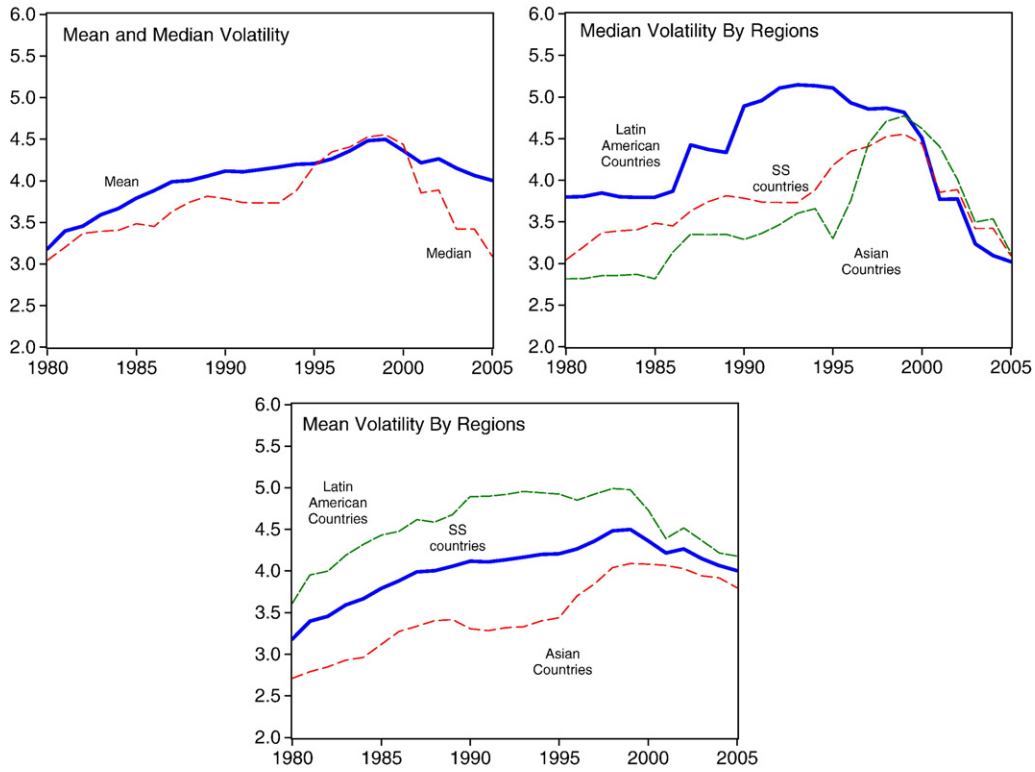 Mean and Median Volatility
6.0
5.5
5.0
4.5
4.0
3.5
3.0
2.5
2.0
Mean
Median
1980 1985 1990 1995 2000 2005
Median Volatility By Regions
6.0
5.5
5.0
4.5
4.0
3.5
3.0
2.5
2.0
Latin
American
Countries
SS
countries
Asian
Countries
1980 1985 1990 1995 2000 2005
Mean Volatility By Regions
6.0
5.5
5.0
4.5
4.0
3.5
3.0
2.5
2.0
Latin
American
Countries
SS
countries
Asian
Countries
1980 1985 1990 1995 2000 2005